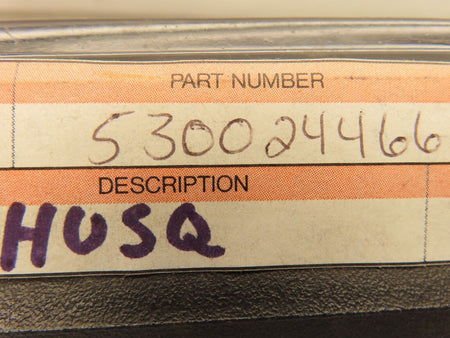 PART NUMBER
530024466
DESCRIPTION
HUSQ